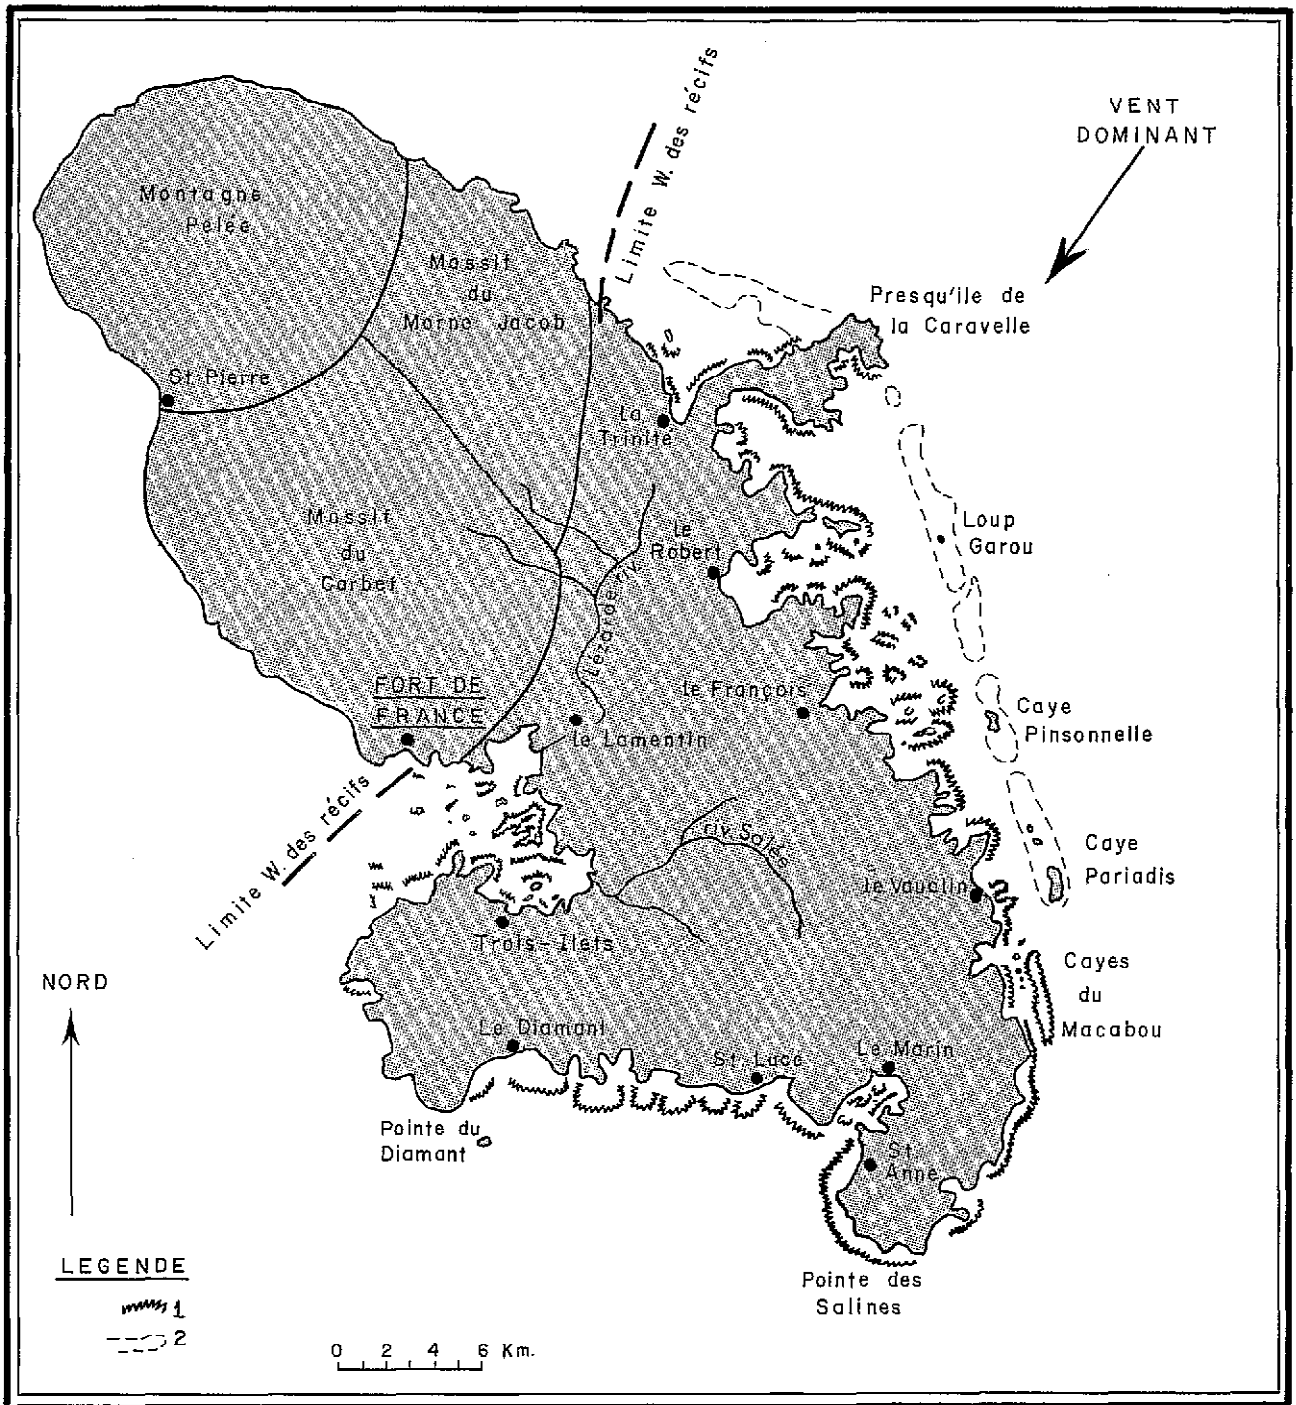 VENT
DOMINANT
Limite W. des récifs
Montagne
Pelée
Massif
du
Morne Jacob
Presqu'ile de
la Caravelle
St Pierre
La
Trinité
Massif
du
Carbet
Loup
Garou
le
Robert
Lézarde riv.
FORT DE
FRANCE
le François
le Lamentin
Caye
Pinsonnelle
Limite W. des récifs
riv. Salée
Caye
Pariadis
le Vauclin
Trois-Ilets
Cayes
du
Macabou
NORD
Le Diamant
St Luce
Le Marin
Pointe du
Diamant
St
Anne
LEGENDE
1
2
Pointe des
Salines
0 2 4 6 Km.